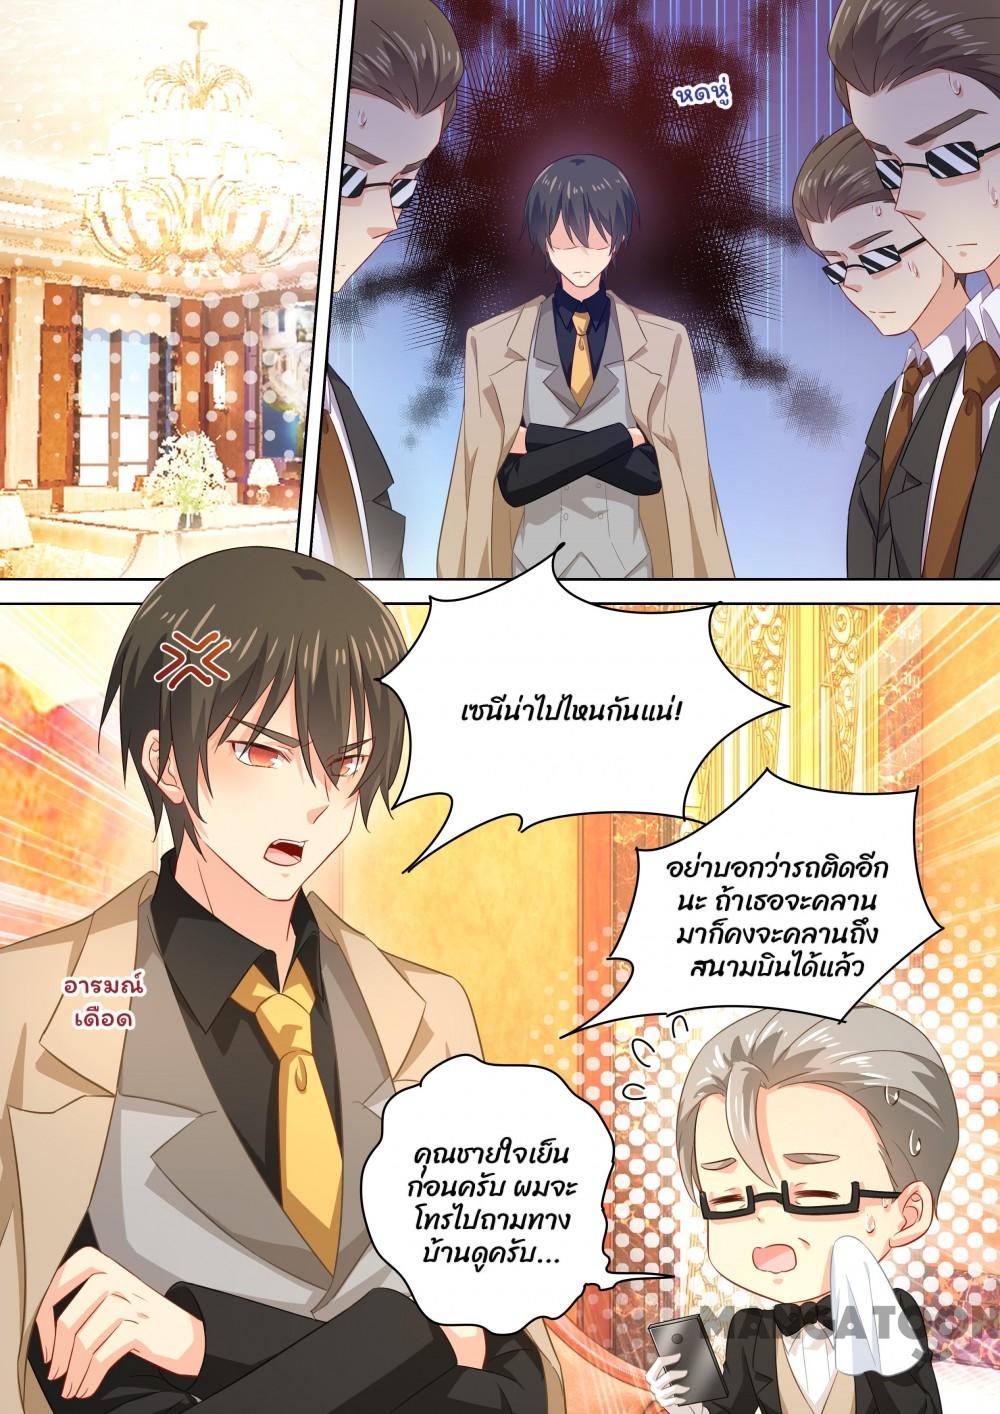 หดหู่
เซนีน่าไปไหนกันแน่!
อย่าบอกว่ารถติดอีก
นะ ถ้าเธอจะคลาน
มาก็คงจะคลานถึง
สนามบินได้แล้ว
อารมณ์
เดือด
คุณชายใจเย็น
ก่อนครับ ผมจะ
โทรไปถามทาง
บ้านดูครับ...
MANGATOON